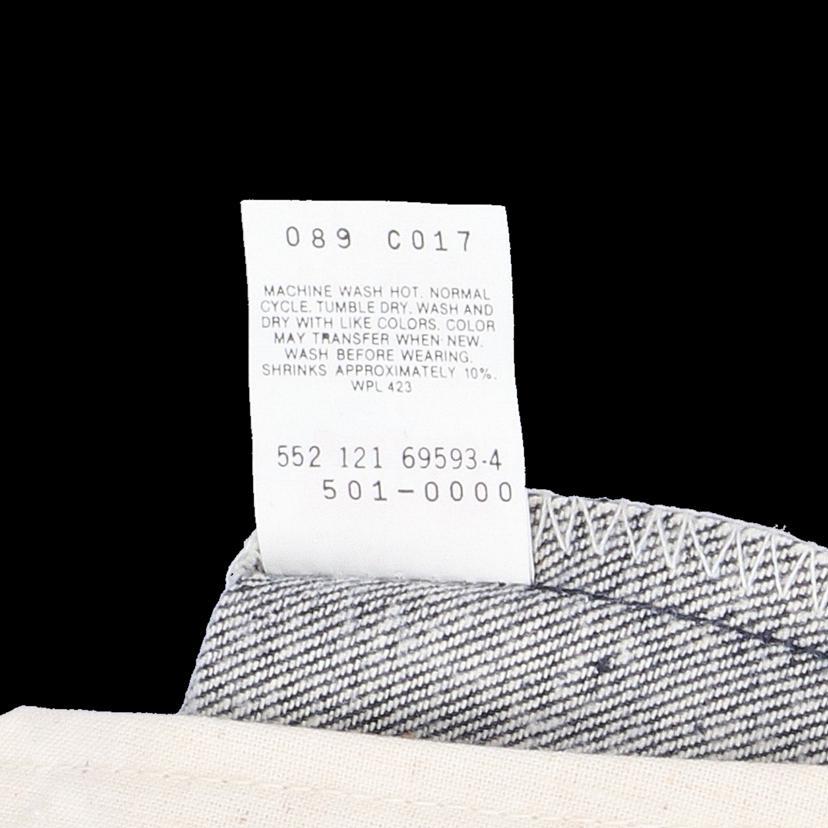 089 C017
MACHINE WASH HOT. NORMAL
CYCLE. TUMBLE DRY. WASH AND
DRY WITH LIKE COLORS. COLOR
MAY TRANSFER WHEN NEW.
WASH BEFORE WEARING.
SHRINKS APPROXIMATELY 10%.
WPL 423
552 121 69593-4
501-0000